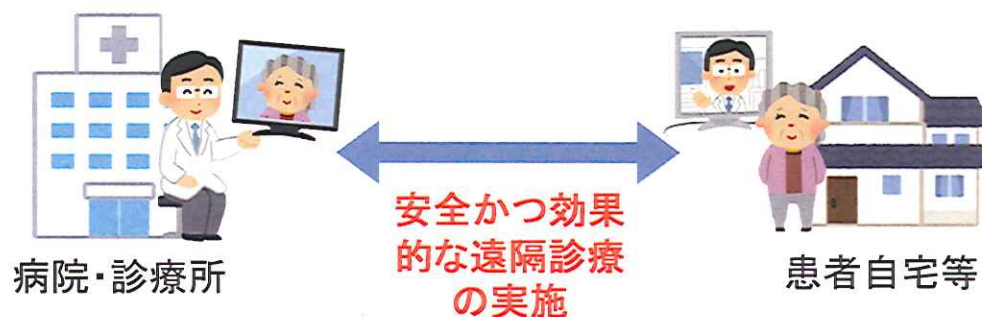 病院・診療所
安全かつ効果
的な遠隔診療
の実施
患者自宅等